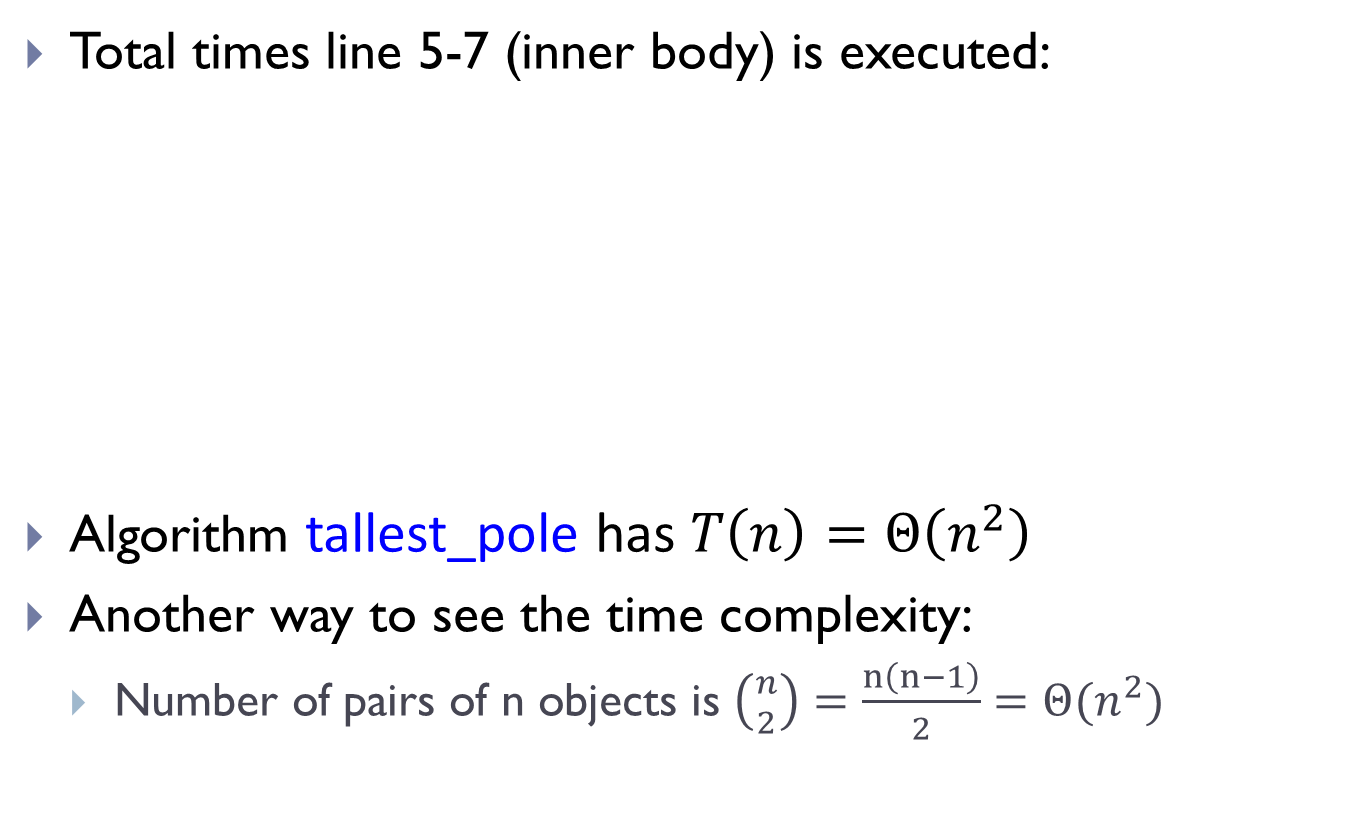 Total times line 5-7 (inner body) is executed:
Algorithm tallest_pole has T(n) = Θ(n²)
Another way to see the time complexity:
Number of pairs of n objects is (n 2) = n(n−1)/2 = Θ(n²)